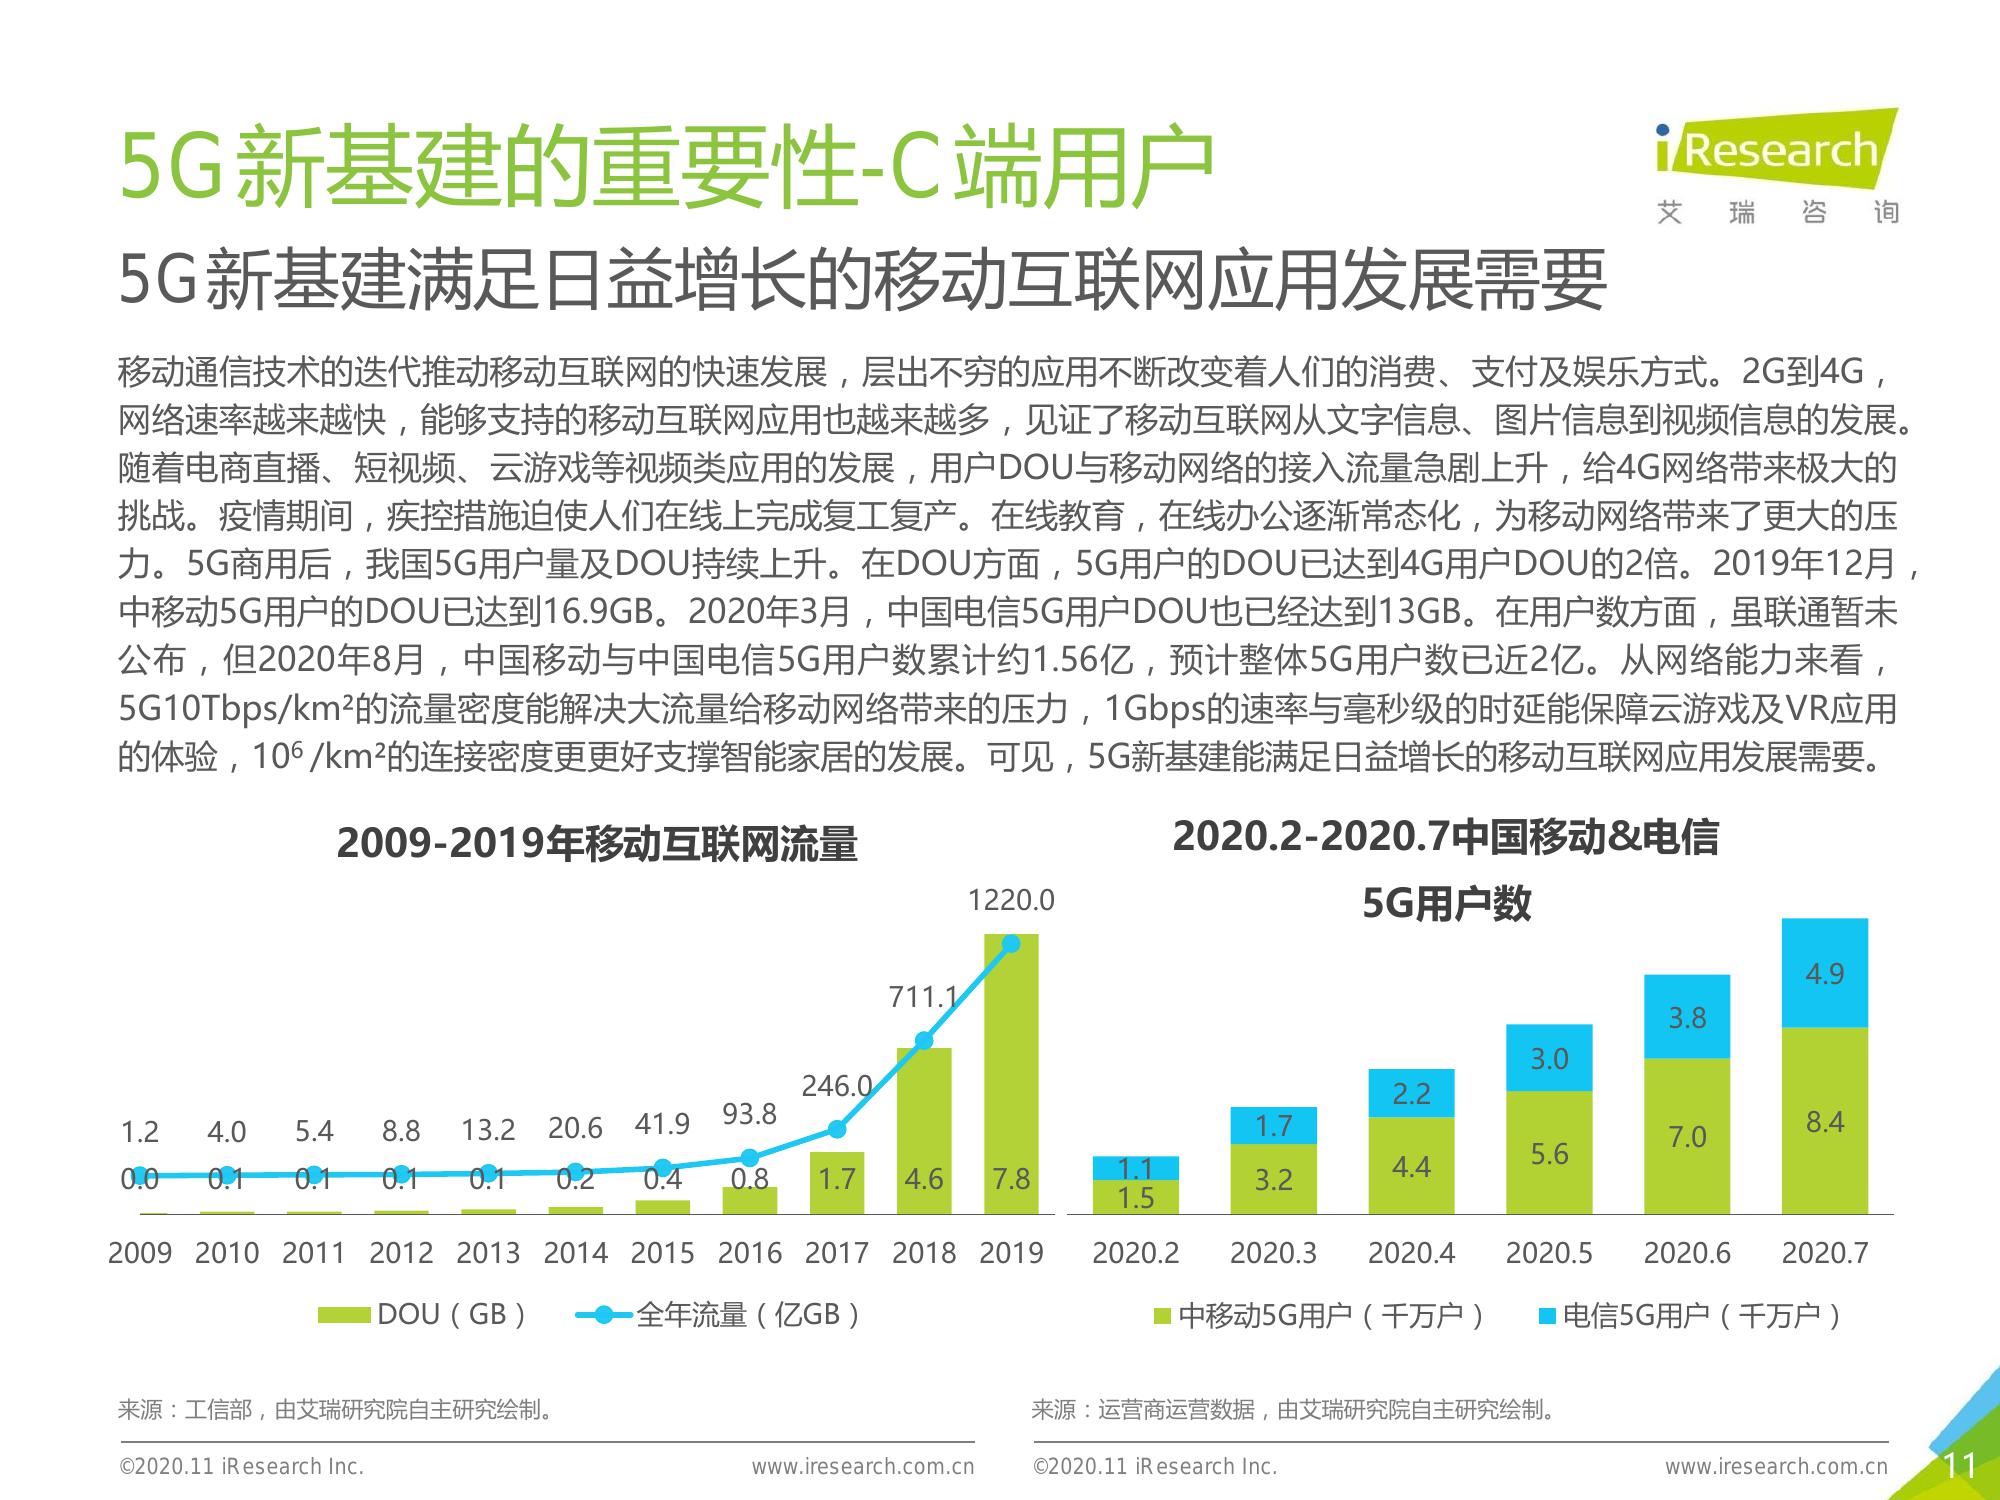 5G新基建的重要性-C端用户
iResearch
艾瑞咨询
5G新基建满足日益增长的移动互联网应用发展需要
移动通信技术的迭代推动移动互联网的快速发展，层出不穷的应用不断改变着人们的消费、支付及娱乐方式。2G到4G，
网络速率越来越快，能够支持的移动互联网应用也越来越多，见证了移动互联网从文字信息、图片信息到视频信息的发展。
随着电商直播、短视频、云游戏等视频类应用的发展，用户DOU与移动网络的接入流量急剧上升，给4G网络带来极大的
挑战。疫情期间，疾控措施迫使人们在线上完成复工复产。在线教育，在线办公逐渐常态化，为移动网络带来了更大的压
力。5G商用后，我国5G用户量及DOU持续上升。在DOU方面，5G用户的DOU已达到4G用户DOU的2倍。2019年12月，
中移动5G用户的DOU已达到16.9GB。2020年3月，中国电信5G用户DOU也已经达到13GB。在用户数方面，虽联通暂未
公布，但2020年8月，中国移动与中国电信5G用户数累计约1.56亿，预计整体5G用户数已近2亿。从网络能力来看，
5G10Tbps/km²的流量密度能解决大流量给移动网络带来的压力，1Gbps的速率与毫秒级的时延能保障云游戏及VR应用
的体验，10⁶/km²的连接密度更更好支撑智能家居的发展。可见，5G新基建能满足日益增长的移动互联网应用发展需要。
2009-2019年移动互联网流量
1220.0
711.1
246.0
1.2 4.0 5.4 8.8 13.2 20.6 41.9 93.8
0.0 0.1 0.1 0.1 0.1 0.2 0.4 0.8 1.7 4.6 7.8
2009 2010 2011 2012 2013 2014 2015 2016 2017 2018 2019
DOU（GB） 全年流量（亿GB）
2020.2-2020.7中国移动&电信
5G用户数
1.1 1.7 2.2 3.0 3.8 4.9
1.5 3.2 4.4 5.6 7.0 8.4
2020.2 2020.3 2020.4 2020.5 2020.6 2020.7
中移动5G用户（千万户） 电信5G用户（千万户）
来源：工信部，由艾瑞研究院自主研究绘制。
来源：运营商运营数据，由艾瑞研究院自主研究绘制。
©2020.11 iResearch Inc. www.iresearch.com.cn
©2020.11 iResearch Inc. www.iresearch.com.cn
11